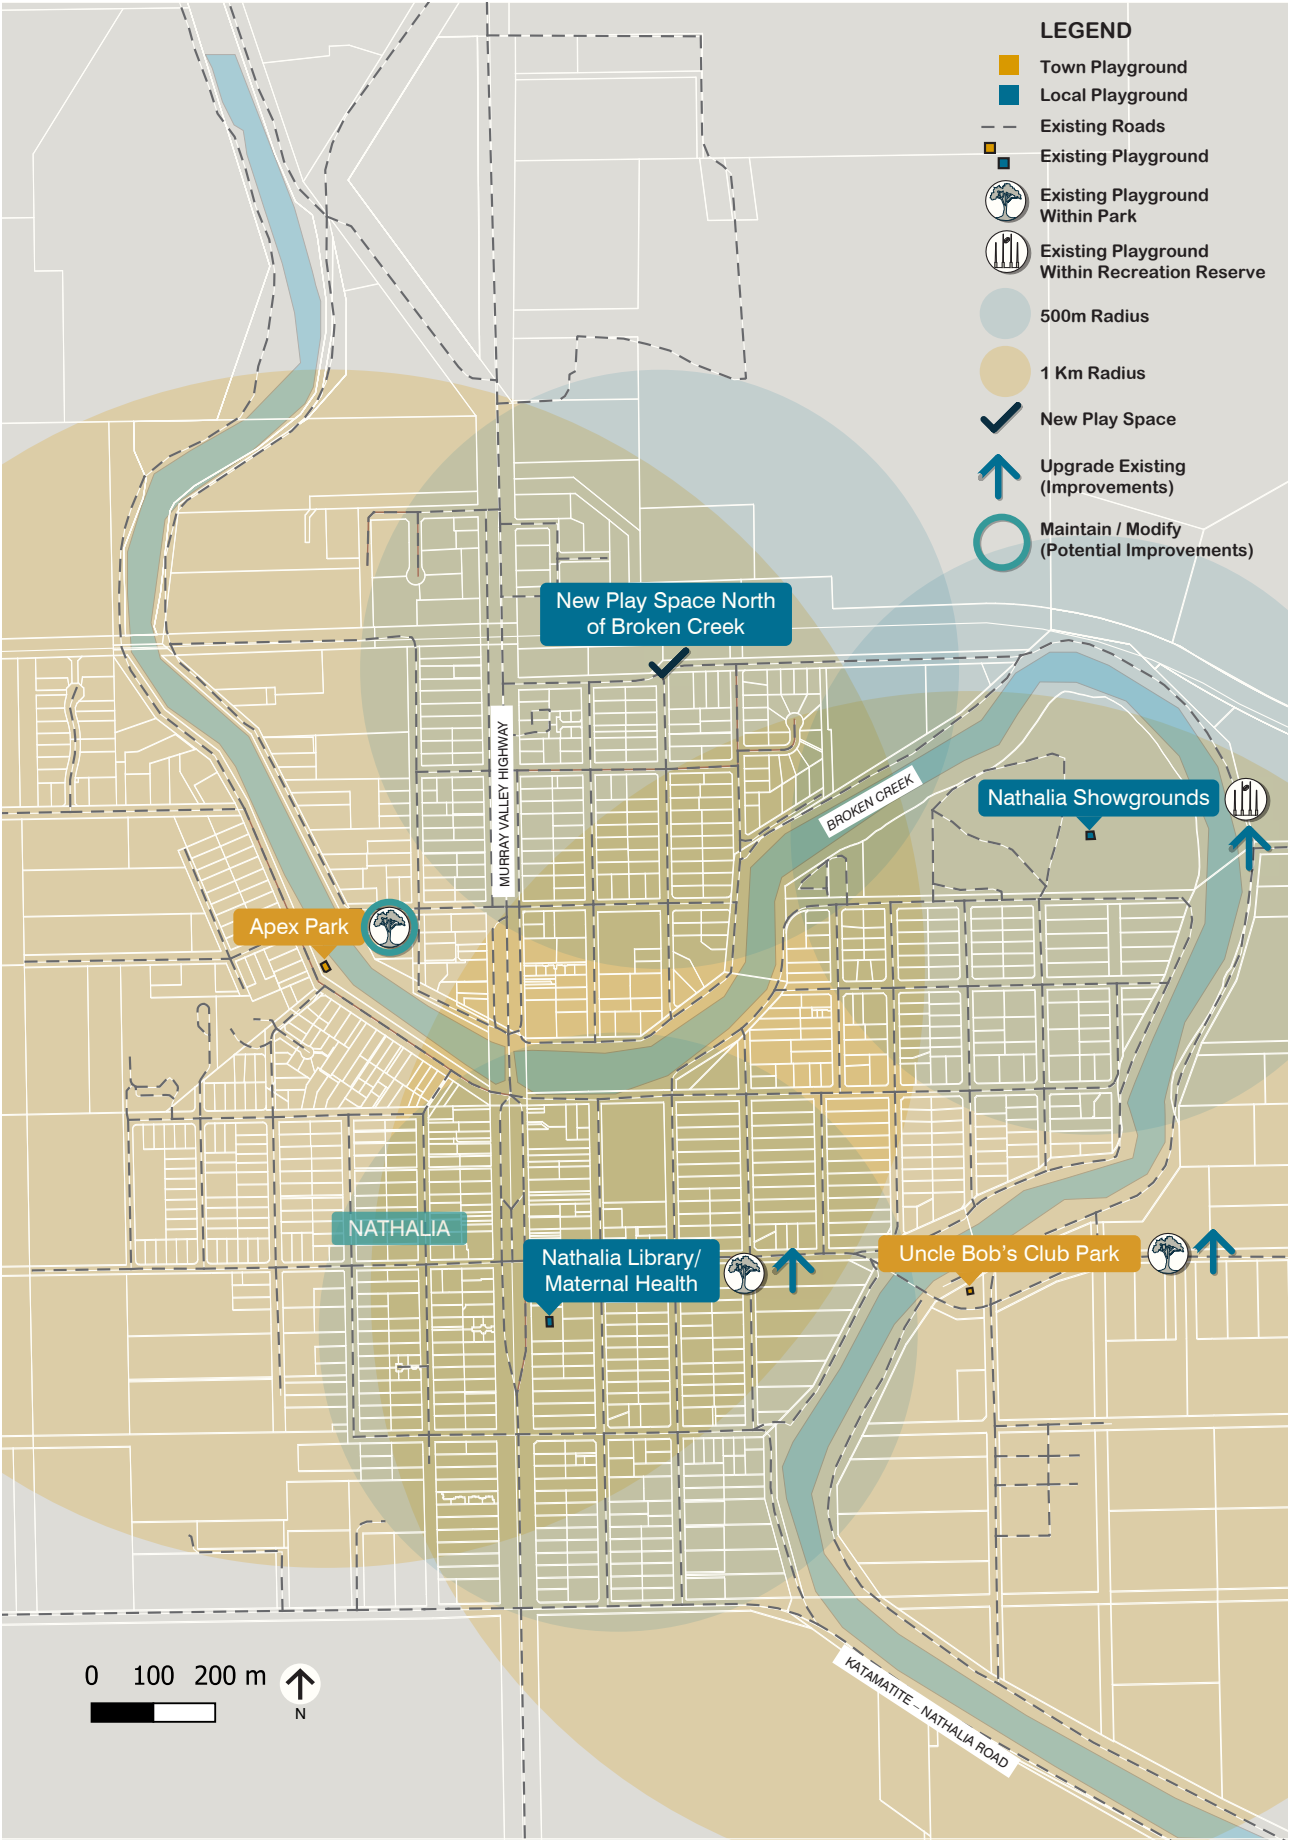 LEGEND
Town Playground
Local Playground
Existing Roads
Existing Playground
Existing Playground
Within Park
Existing Playground
Within Recreation Reserve
500m Radius
1 Km Radius
New Play Space
Upgrade Existing
(Improvements)
Maintain / Modify
(Potential Improvements)
New Play Space North
of Broken Creek
MURRAY VALLEY HIGHWAY
BROKEN CREEK
Nathalia Showgrounds
Apex Park
NATHALIA
Nathalia Library/
Maternal Health
Uncle Bob's Club Park
KATAMATITE – NATHALIA ROAD
0 100 200 m
N